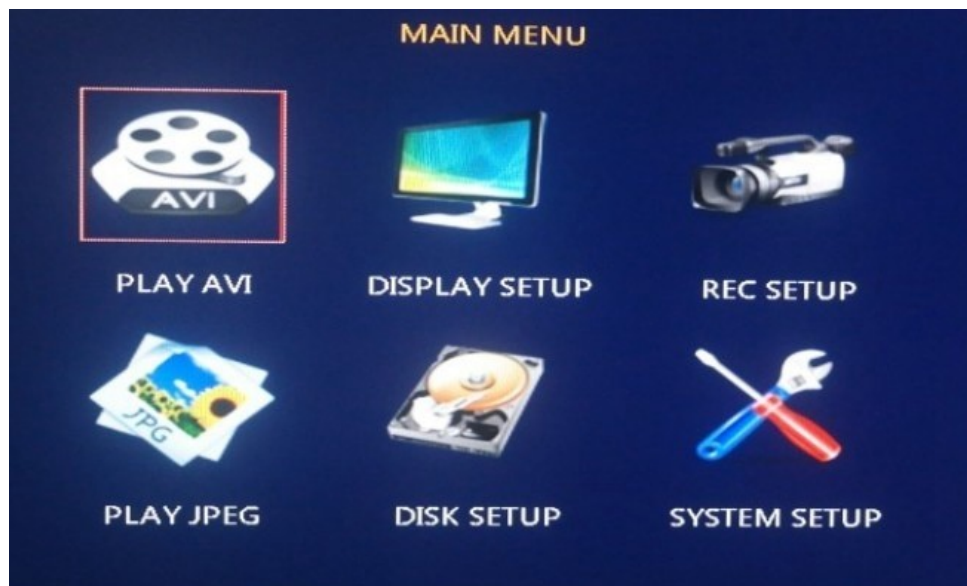 MAIN MENU
AVI
PLAY AVI
DISPLAY SETUP
REC SETUP
JPG
PLAY JPEG
DISK SETUP
SYSTEM SETUP